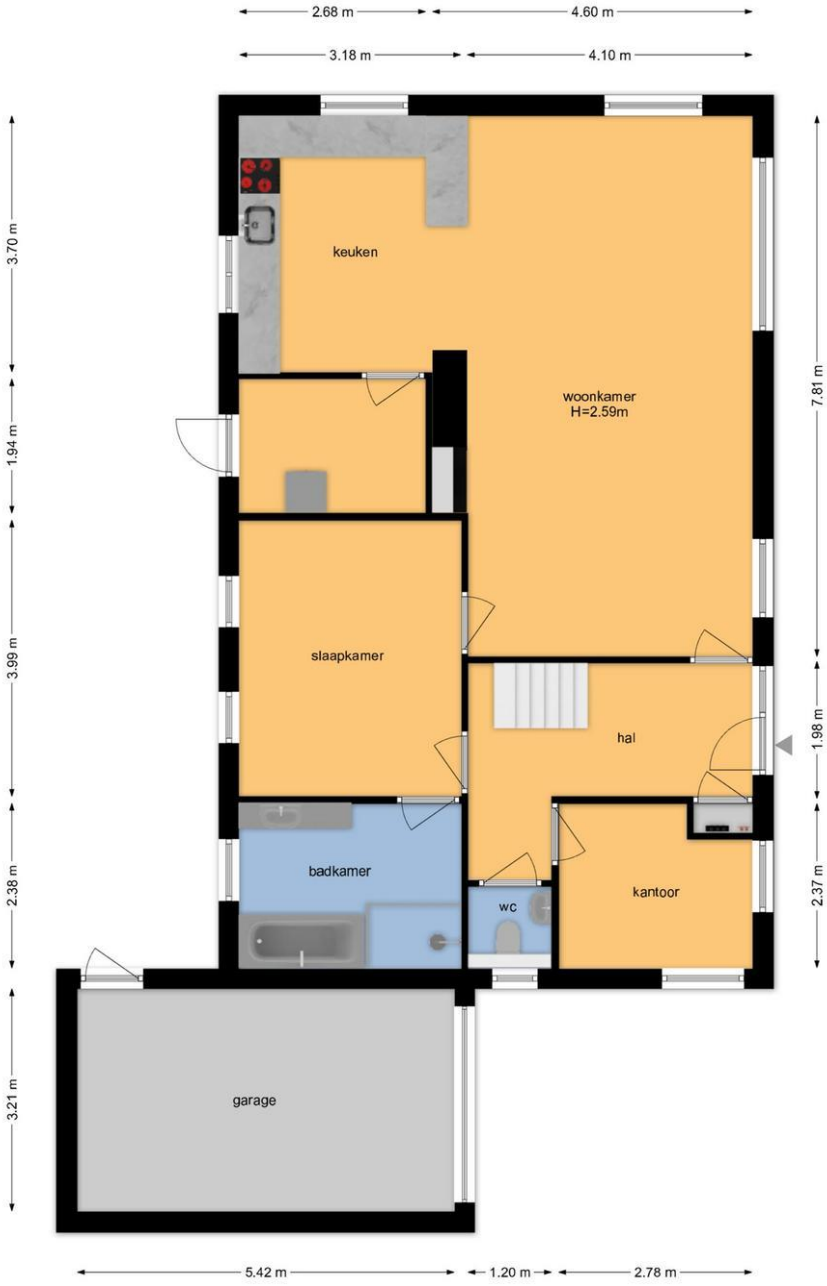 2.68 m
4.60 m
3.18 m
4.10 m
3.70 m
keuken
7.81 m
woonkamer
H=2.59m
1.94 m
3.99 m
slaapkamer
1.98 m
hal
2.38 m
badkamer
wc
kantoor
2.37 m
3.21 m
garage
5.42 m
1.20 m
2.78 m